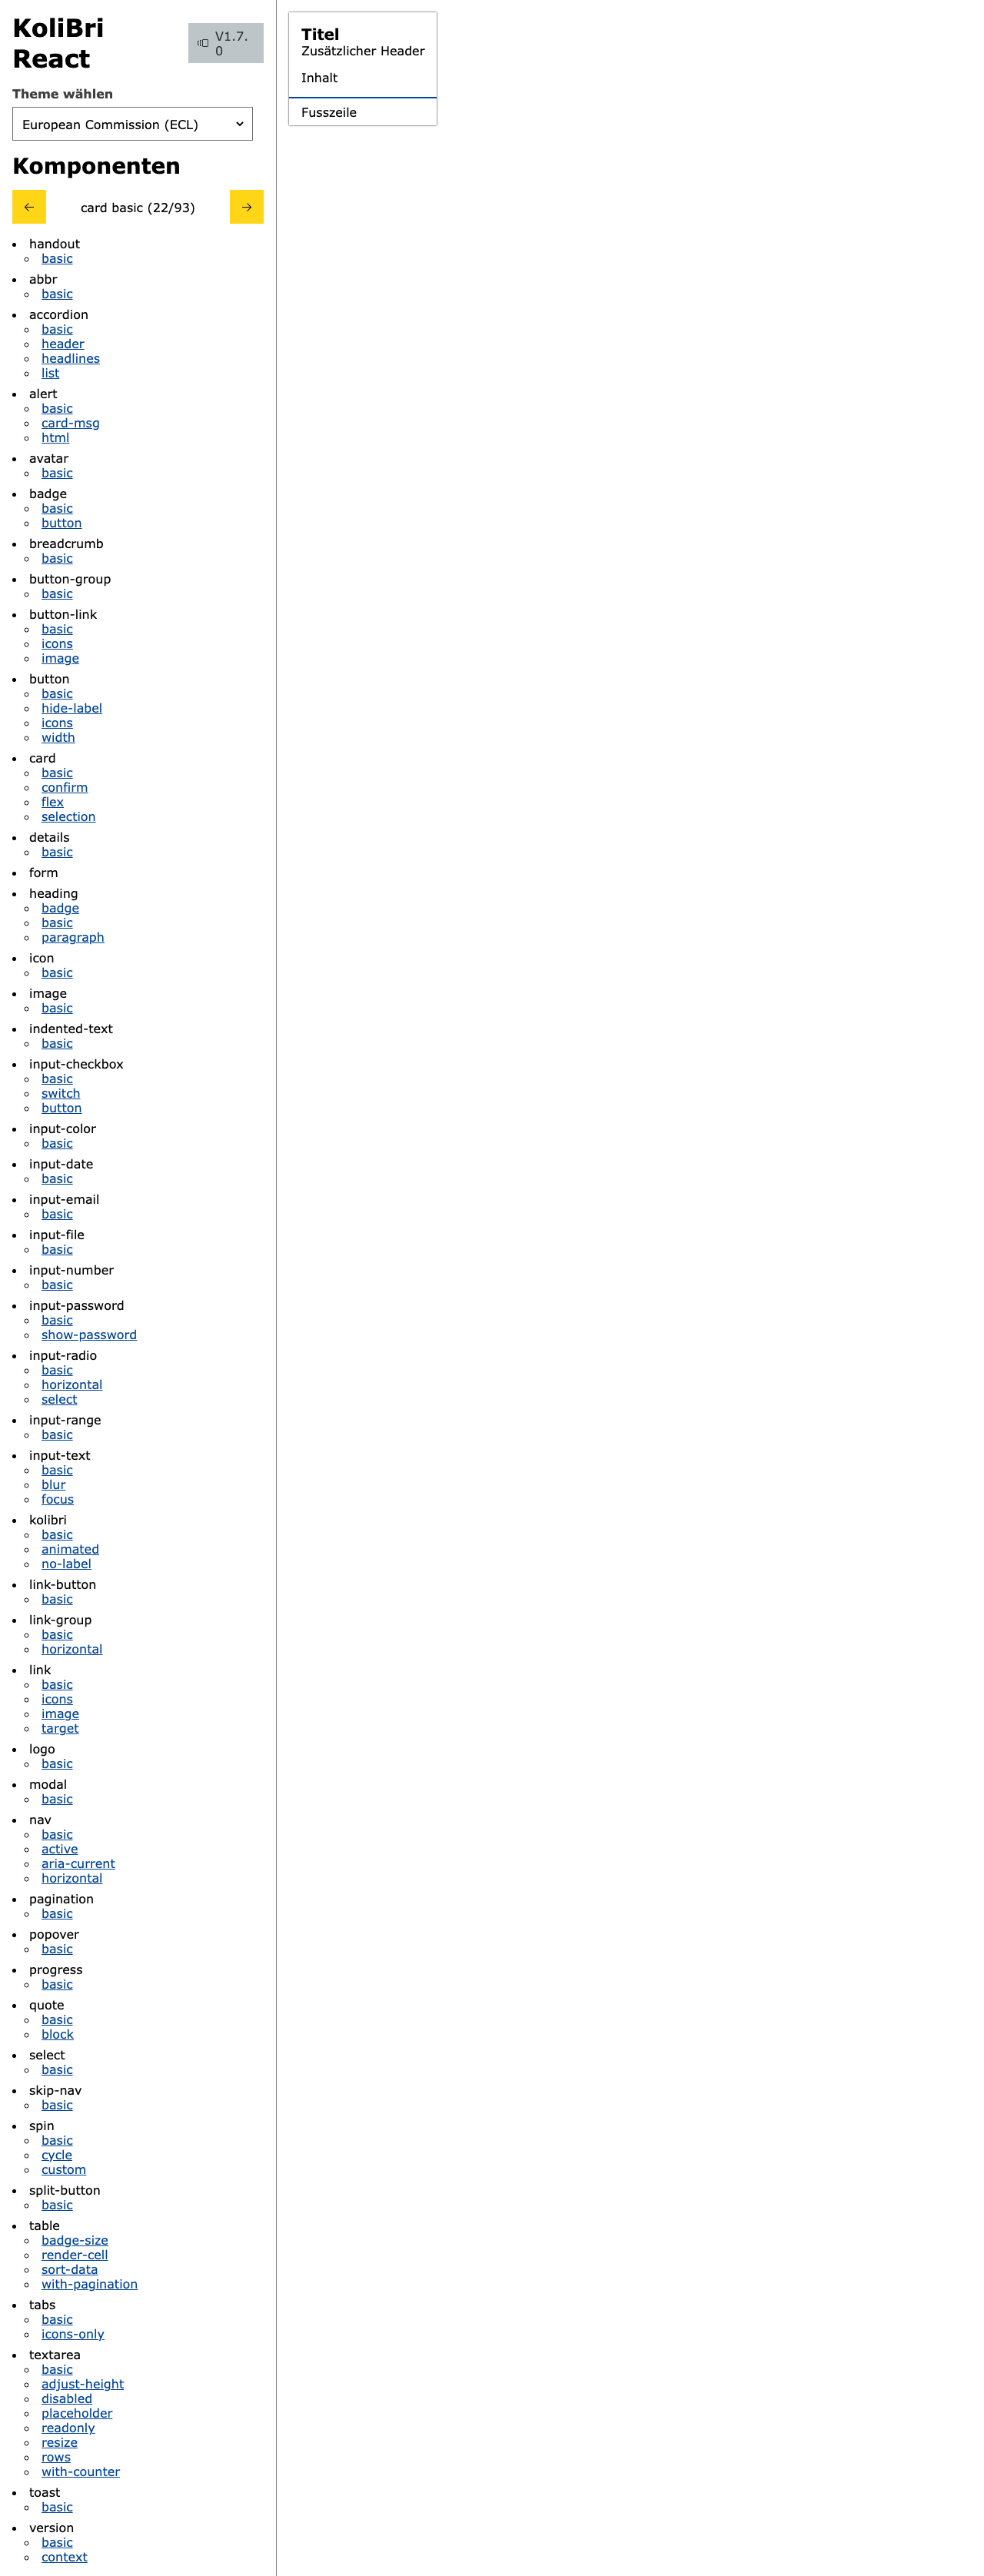 KoliBri
React
V1.7.
0
Theme wählen
European Commission (ECL)
Komponenten
card basic (22/93)
handout
basic
abbr
basic
accordion
basic
header
headlines
list
alert
basic
card-msg
html
avatar
basic
badge
basic
button
breadcrumb
basic
button-group
basic
button-link
basic
icons
image
button
basic
hide-label
icons
width
card
basic
confirm
flex
selection
details
basic
form
heading
badge
basic
paragraph
icon
basic
image
basic
indented-text
basic
input-checkbox
basic
switch
button
input-color
basic
input-date
basic
input-email
basic
input-file
basic
input-number
basic
input-password
basic
show-password
input-radio
basic
horizontal
select
input-range
basic
input-text
basic
blur
focus
kolibri
basic
animated
no-label
link-button
basic
link-group
basic
horizontal
link
basic
icons
image
target
logo
basic
modal
basic
nav
basic
active
aria-current
horizontal
pagination
basic
popover
basic
progress
basic
quote
basic
block
select
basic
skip-nav
basic
spin
basic
cycle
custom
split-button
basic
table
badge-size
render-cell
sort-data
with-pagination
tabs
basic
icons-only
textarea
basic
adjust-height
disabled
placeholder
readonly
resize
rows
with-counter
toast
basic
version
basic
context
Titel
Zusätzlicher Header
Inhalt
Fusszeile